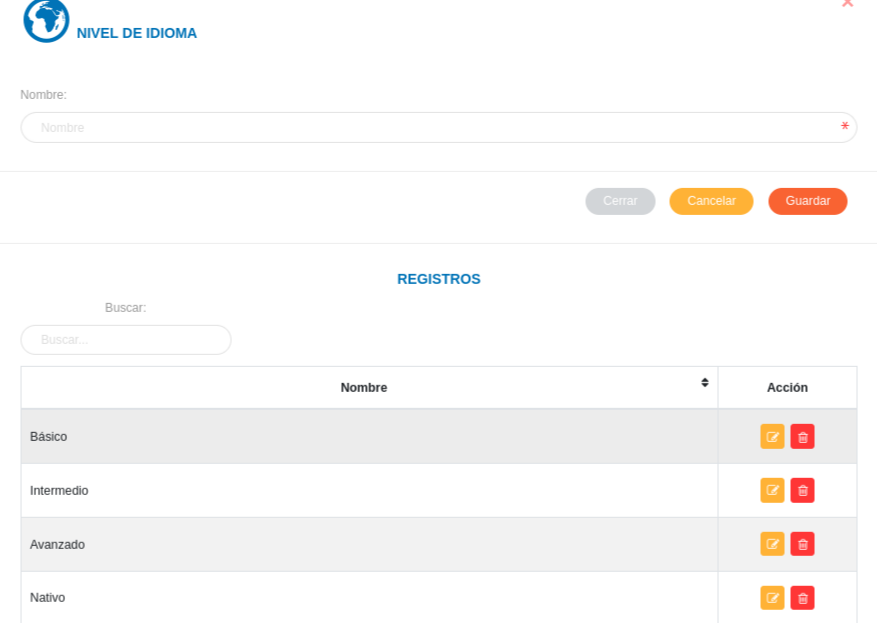 NIVEL DE IDIOMA
Nombre:
Nombre *
Cerrar Cancelar Guardar
REGISTROS
Buscar:
Buscar...
Nombre Acción
Básico
Intermedio
Avanzado
Nativo